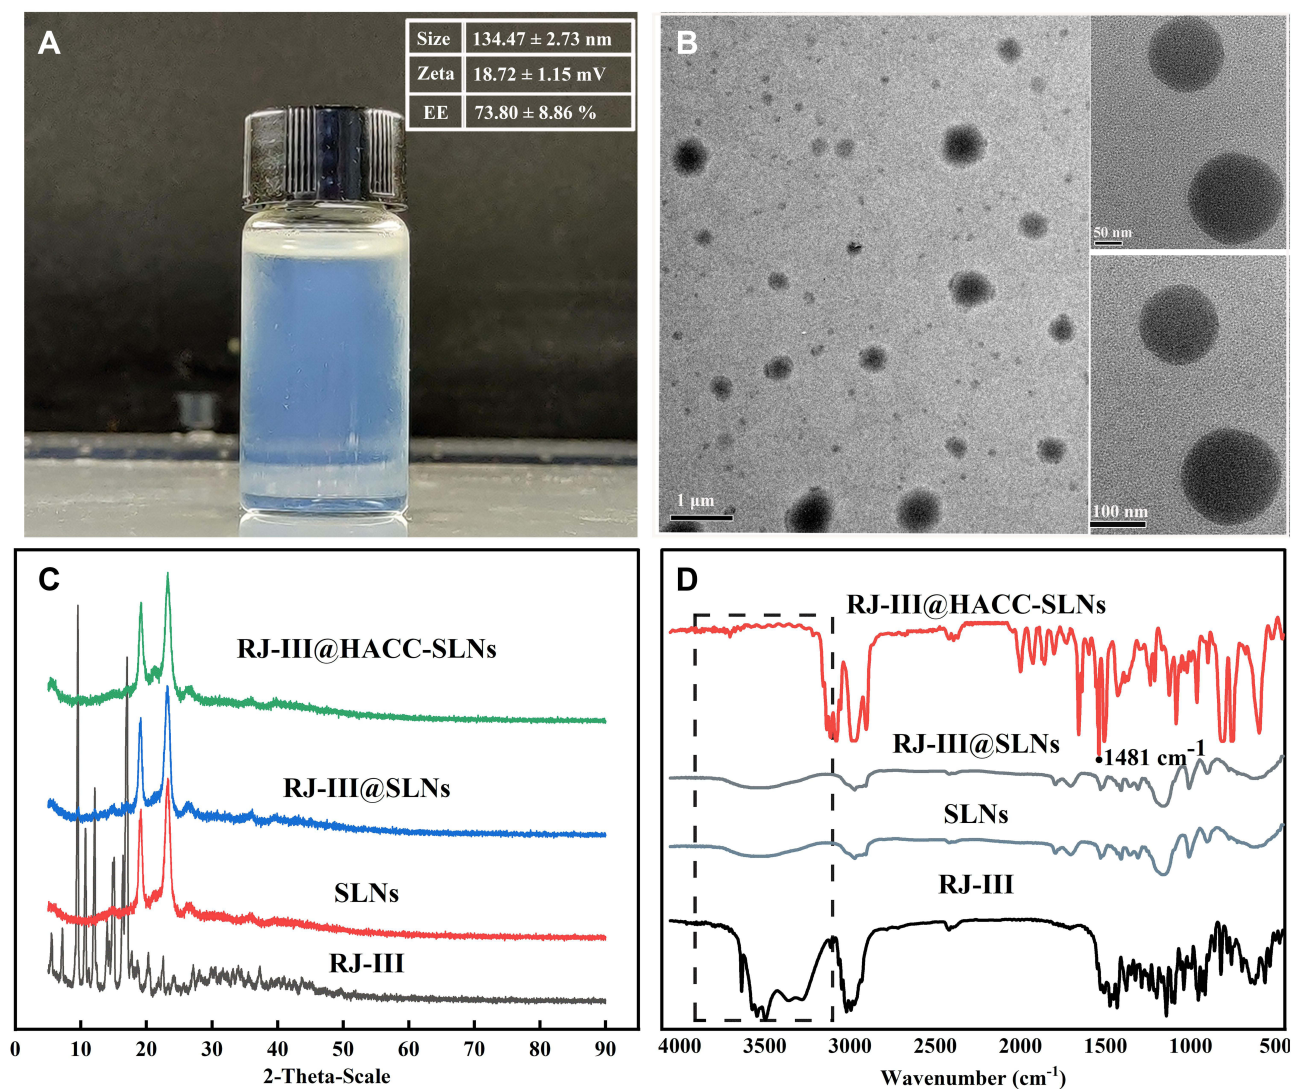 A
Size 134.47 ± 2.73 nm
Zeta 18.72 ± 1.15 mV
EE 73.80 ± 8.86 %
B
1 μm
50 nm
100 nm
C
RJ-III@HACC-SLNs
RJ-III@SLNs
SLNs
RJ-III
0 10 20 30 40 50 60 70 80 90
2-Theta-Scale
D
RJ-III@HACC-SLNs
RJ-III@SLNs
•1481 cm⁻¹
SLNs
RJ-III
4000 3500 3000 2500 2000 1500 1000 500
Wavenumber (cm⁻¹)